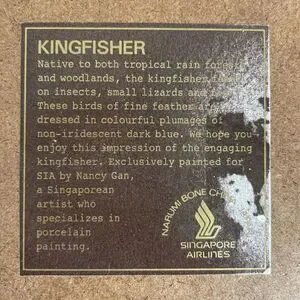 KINGFISHER
Native to both tropical rain forest
and woodlands, the kingfisher
on insects, small lizards and
These birds of fine feather are
dressed in colourful plumages of
non-iridescent dark blue. We hope you
enjoy this impression of the engaging
kingfisher. Exclusively painted for
SIA by Nancy Gan,
a Singaporean
artist who
specializes in
porcelain
painting.
NARUMI BONE
SINGAPORE
AIRLINES